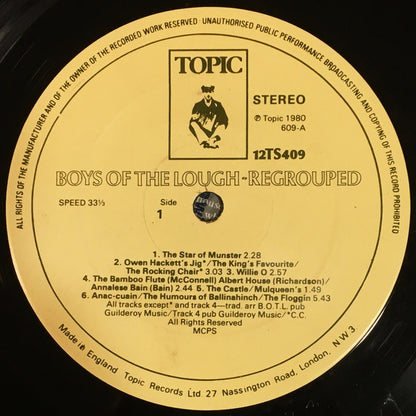 ALL RIGHTS OF THE MANUFACTURER AND OF THE OWNER OF THE RECORDED WORK RESERVED · UNAUTHORISED PUBLIC PERFORMANCE BROADCASTING AND COPYING OF THIS RECORD PROHIBITED
TOPIC
STEREO
℗ Topic 1980
609-A
12TS409
BOYS OF THE LOUGH-REGROUPED
SPEED 33⅓
Side
1
1. The Star of Munster 2.28
2. Owen Hackett's Jig*/The King's Favourite/
The Rocking Chair* 3.03 3. Willie O 2.57
4. The Bamboo Flute (McConnell) Albert House (Richardson)/
Annalese Bain (Bain) 2.44 5. The Castle/Mulqueen's 1.49
6. Anac-cuain/The Humours of Ballinahinch/The Floggin 5.43
All tracks except* and track 4—trad. arr B.O.T.L. pub
Guilderoy Music/Track 4 pub Guilderoy Music/*C.C.
All Rights Reserved
MCPS
Made in England Topic Records Ltd 27 Nassington Road, London, N W 3